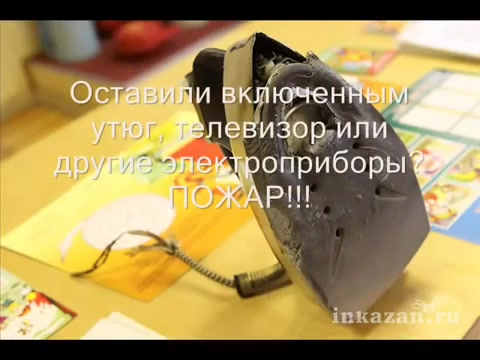 Оставили включенным
утюг, телевизор или
другие электроприборы?
ПОЖАР!!!
inkazan.ru